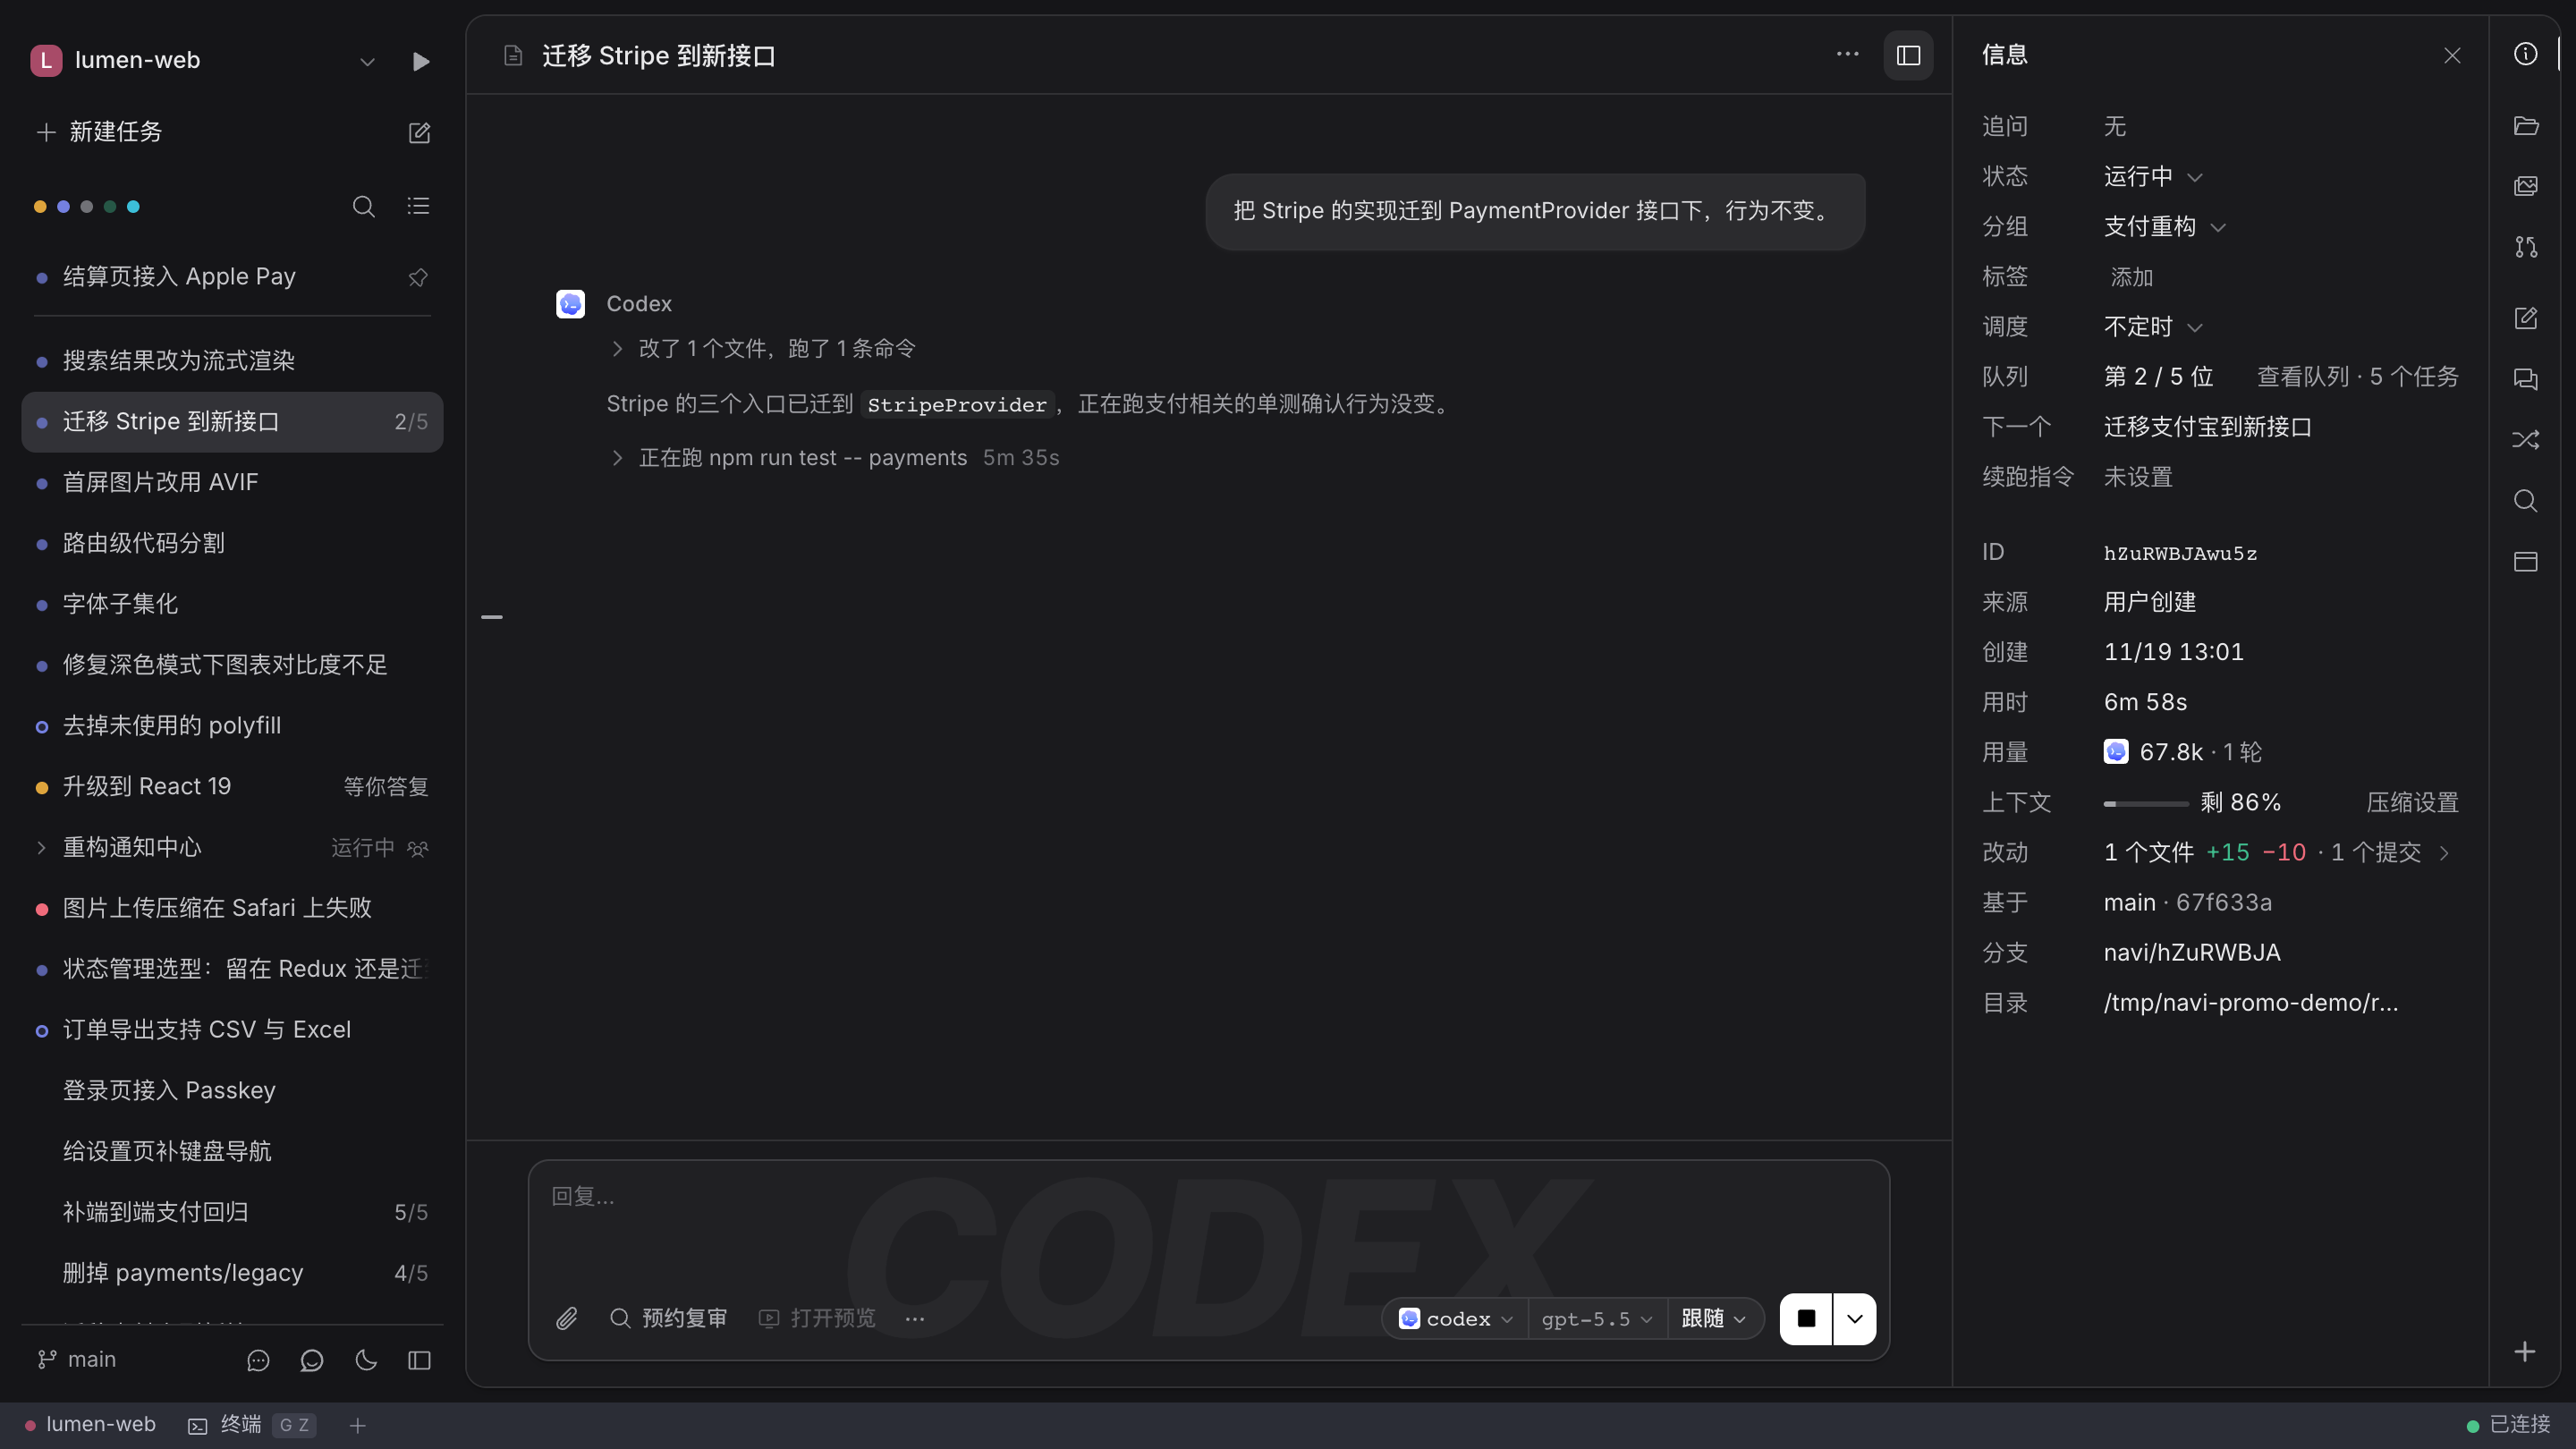 L lumen-web
新建任务
结算页接入 Apple Pay
搜索结果改为流式渲染
迁移 Stripe 到新接口 2/5
首屏图片改用 AVIF
路由级代码分割
字体子集化
修复深色模式下图表对比度不足
去掉未使用的 polyfill
升级到 React 19 等你答复
重构通知中心 运行中
图片上传压缩在 Safari 上失败
状态管理选型：留在 Redux 还是迁
订单导出支持 CSV 与 Excel
登录页接入 Passkey
给设置页补键盘导航
补端到端支付回归 5/5
删掉 payments/legacy 4/5
main
迁移 Stripe 到新接口
把 Stripe 的实现迁到 PaymentProvider 接口下，行为不变。
Codex
改了 1 个文件，跑了 1 条命令
Stripe 的三个入口已迁到 StripeProvider，正在跑支付相关的单测确认行为没变。
正在跑 npm run test -- payments 5m 35s
回复...
CODEX
预约复审 打开预览 ...
codex gpt-5.5 跟随
信息
追问 无
状态 运行中
分组 支付重构
标签 添加
调度 不定时
队列 第 2 / 5 位 查看队列 · 5 个任务
下一个 迁移支付宝到新接口
续跑指令 未设置
ID hZuRWBJAwu5z
来源 用户创建
创建 11/19 13:01
用时 6m 58s
用量 67.8k · 1 轮
上下文 剩 86% 压缩设置
改动 1 个文件 +15 −10 · 1 个提交
基于 main · 67f633a
分支 navi/hZuRWBJA
目录 /tmp/navi-promo-demo/r...
lumen-web 终端 G Z
已连接